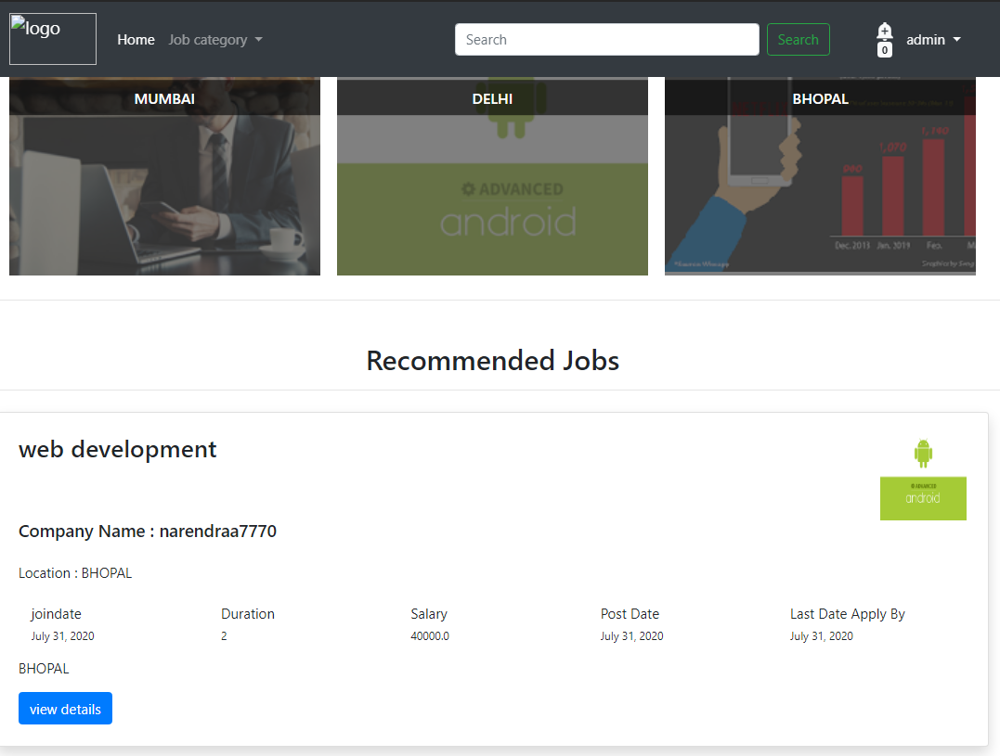 logo
Home Job category Search Search 0 admin
MUMBAI DELHI BHOPAL
ADVANCED
android
1,140
1,070
940
Dec. 2018 Jan. 2019 Feb.
Recommended Jobs
web development
ADVANCED
android
Company Name : narendraa7770
Location : BHOPAL
joindate Duration Salary Post Date Last Date Apply By
July 31, 2020 2 40000.0 July 31, 2020 July 31, 2020
BHOPAL
view details